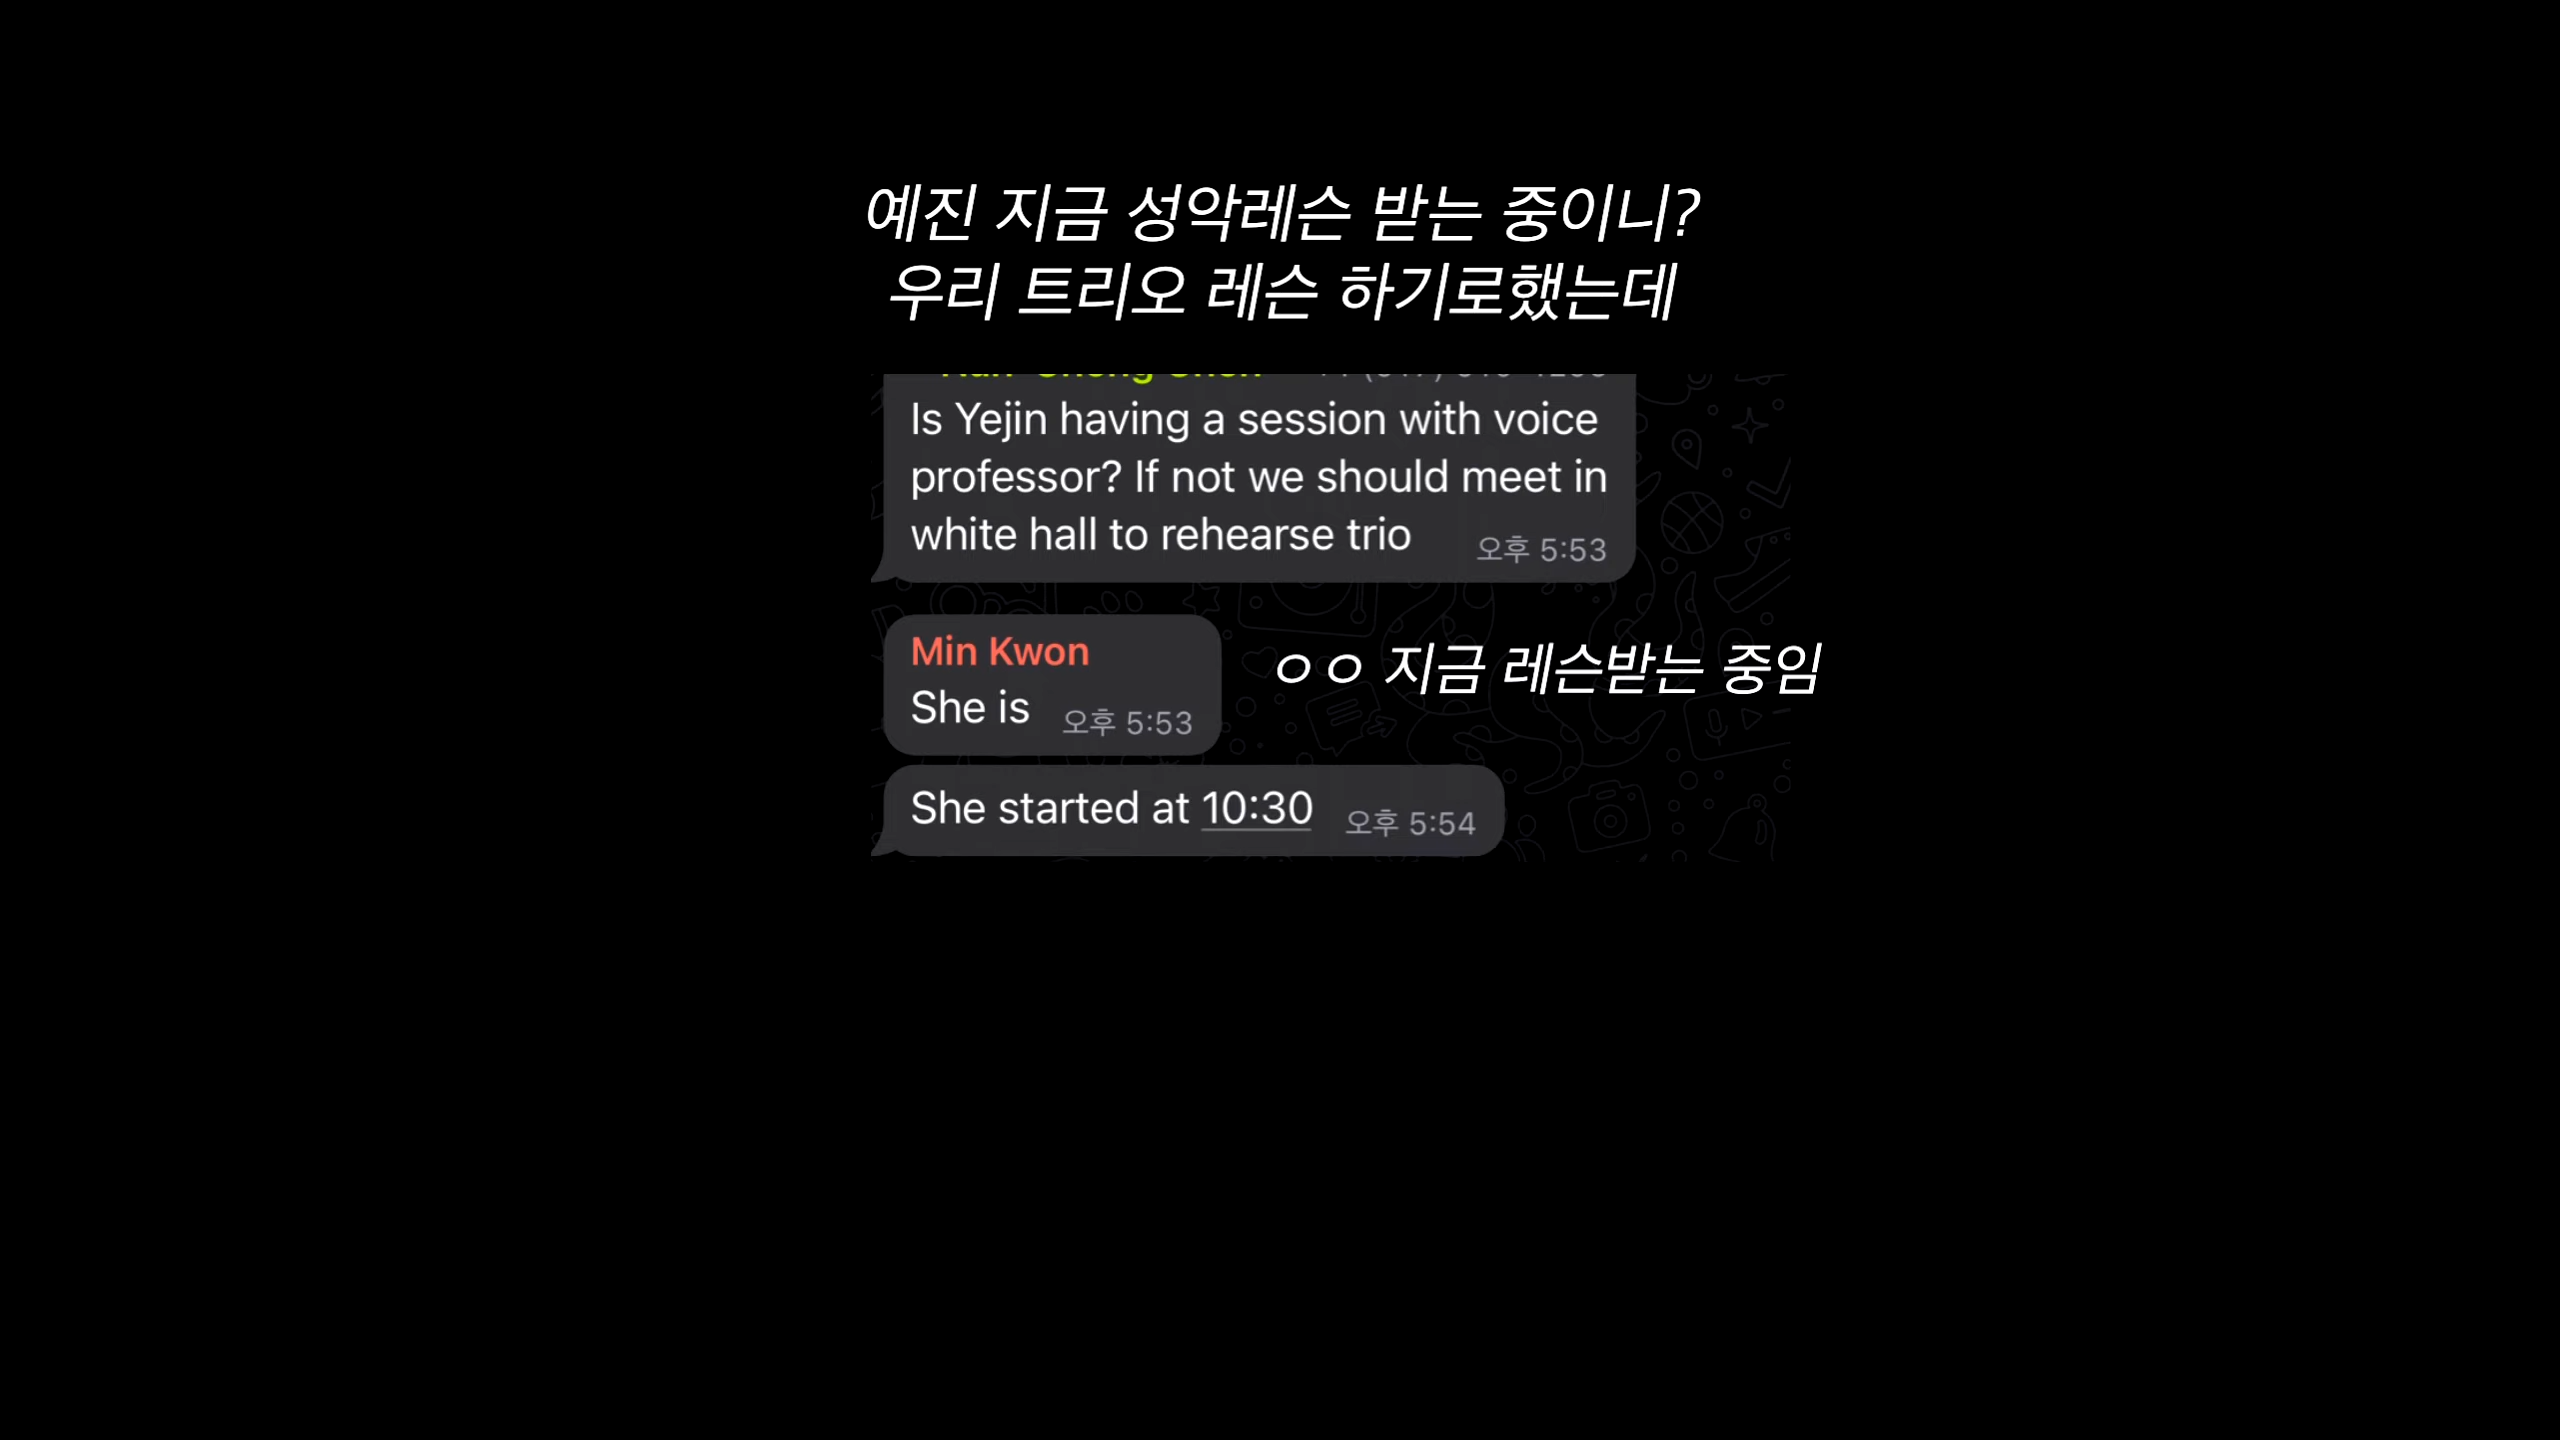 예진 지금 성악레슨 받는 중이니?
우리 트리오 레슨 하기로했는데
Is Yejin having a session with voice
professor? If not we should meet in
white hall to rehearse trio 오후 5:53
Min Kwon
ㅇㅇ 지금 레슨받는 중임
She is 오후 5:53
She started at 10:30 오후 5:54